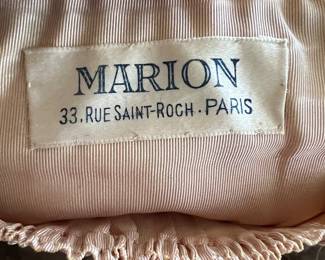 MARION
33. RUE SAINT-ROCH. PARIS